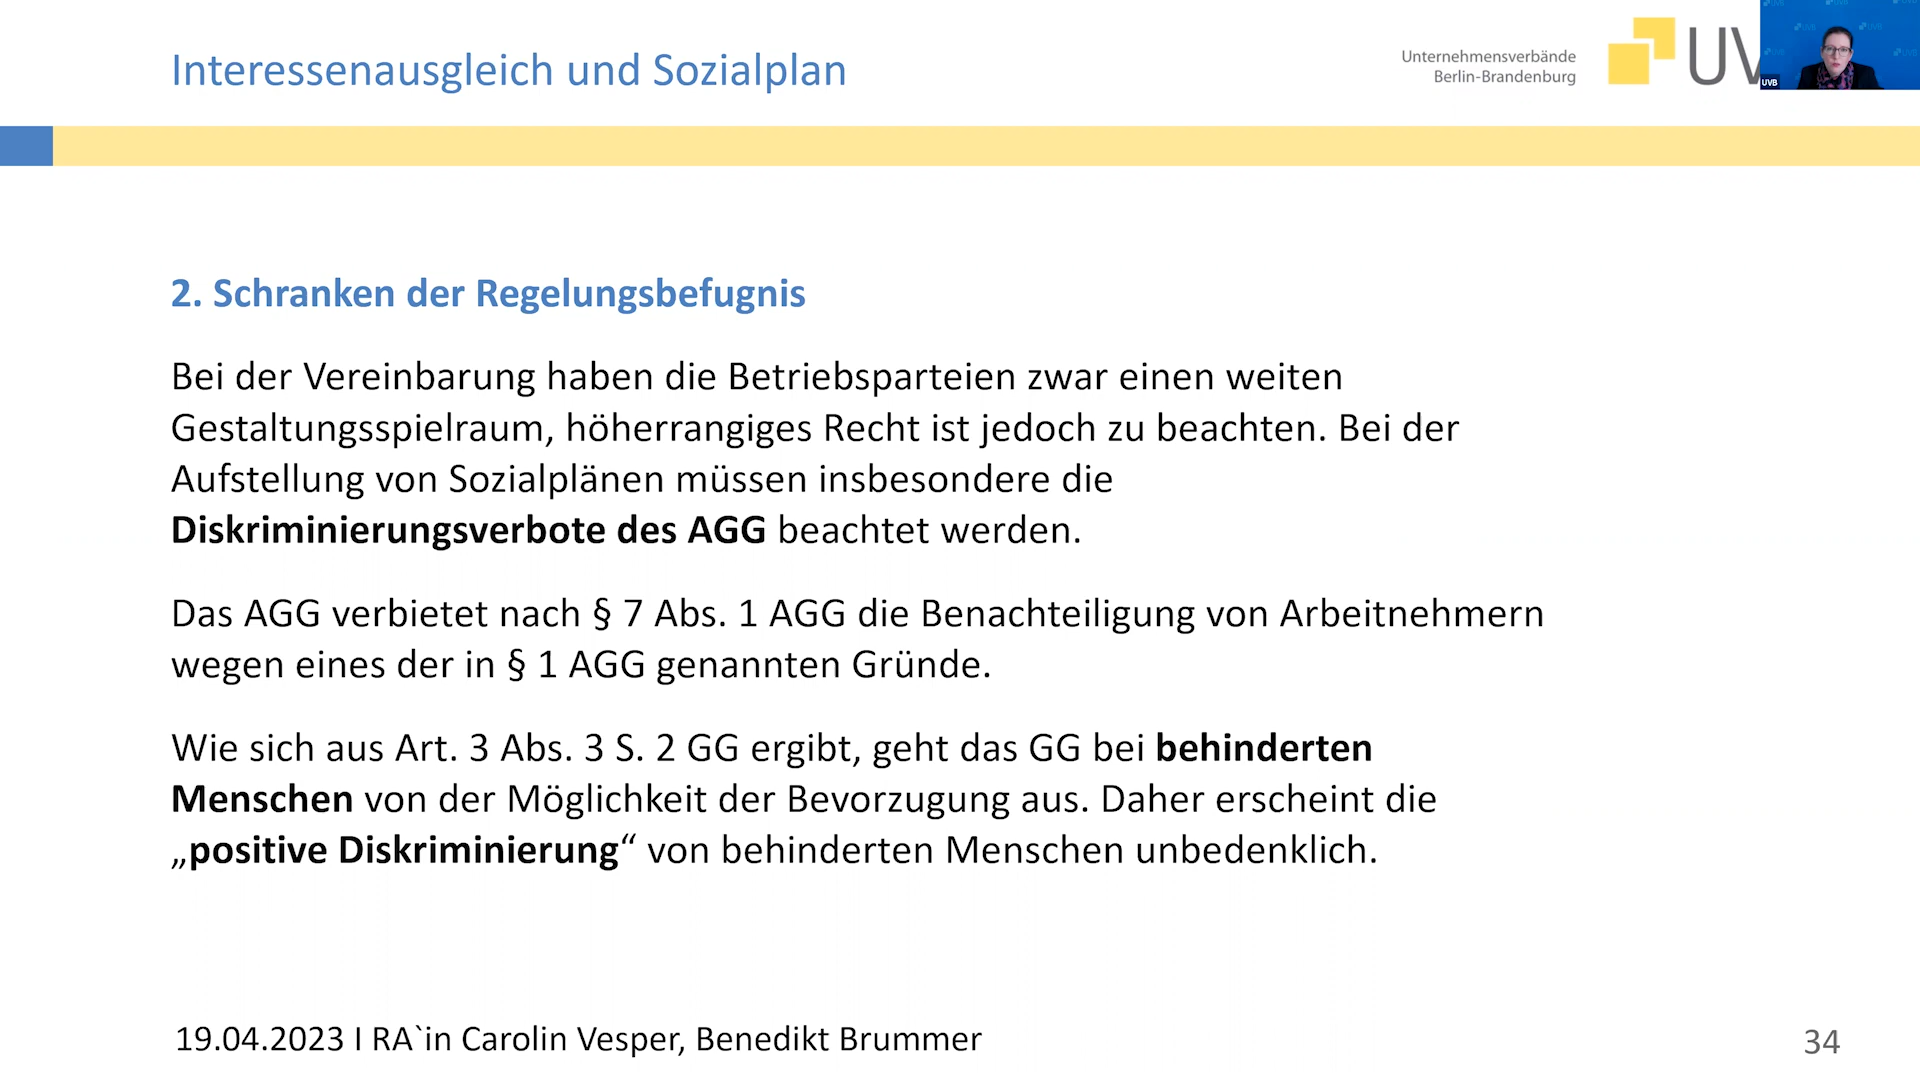 Interessenausgleich und Sozialplan
Unternehmensverbände
Berlin-Brandenburg
UV
UVB
2. Schranken der Regelungsbefugnis
Bei der Vereinbarung haben die Betriebsparteien zwar einen weiten
Gestaltungsspielraum, höherrangiges Recht ist jedoch zu beachten. Bei der
Aufstellung von Sozialplänen müssen insbesondere die
Diskriminierungsverbote des AGG beachtet werden.
Das AGG verbietet nach § 7 Abs. 1 AGG die Benachteiligung von Arbeitnehmern
wegen eines der in § 1 AGG genannten Gründe.
Wie sich aus Art. 3 Abs. 3 S. 2 GG ergibt, geht das GG bei behinderten
Menschen von der Möglichkeit der Bevorzugung aus. Daher erscheint die
„positive Diskriminierung“ von behinderten Menschen unbedenklich.
19.04.2023 I RA`in Carolin Vesper, Benedikt Brummer
34